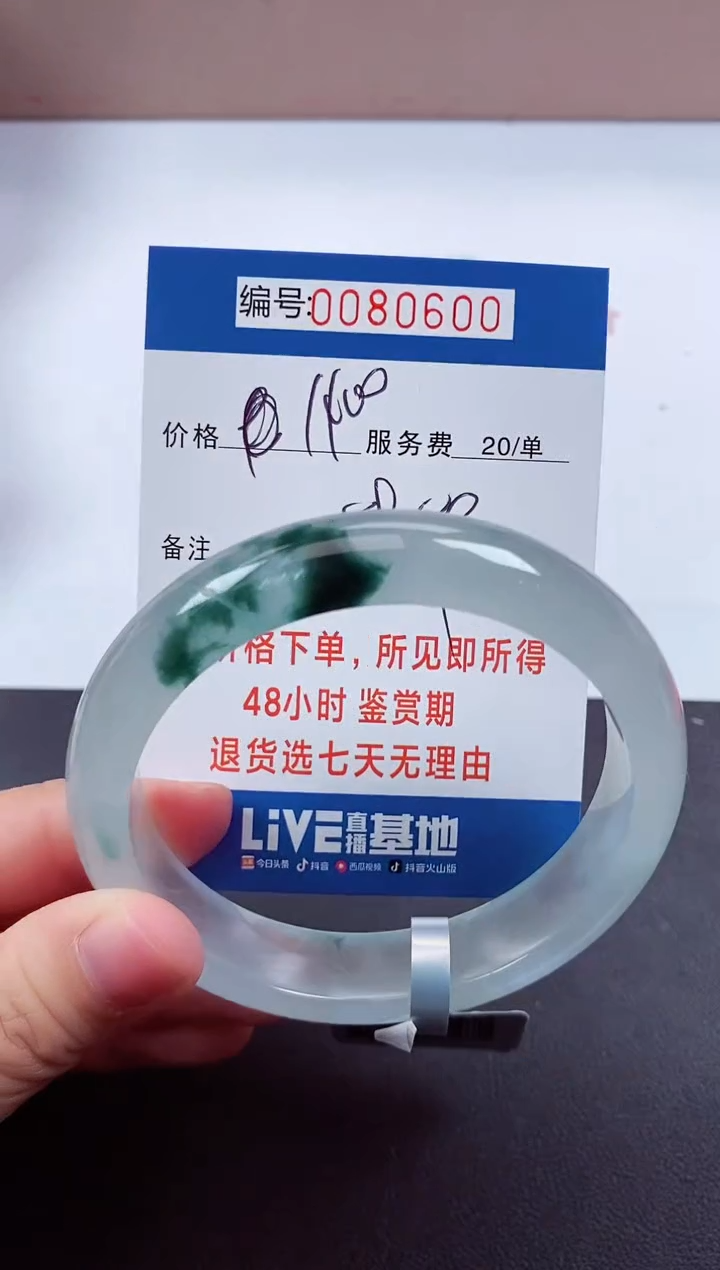 编号:0080600
价格 1400 服务费 20/单
备注
价格下单，所见即所得
48小时 鉴赏期
退货选七天无理由
LiVE直播基地
今日头条 抖音 西瓜视频 抖音火山版